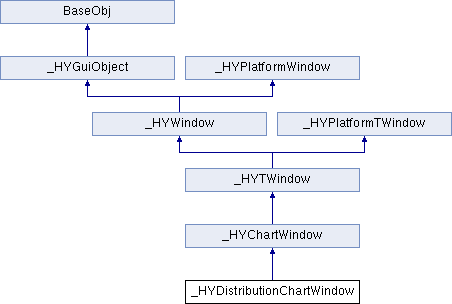 BaseObj
_HYGuiObject
_HYPlatformWindow
_HYWindow
_HYPlatformTWindow
_HYTWindow
_HYChartWindow
_HYDistributionChartWindow